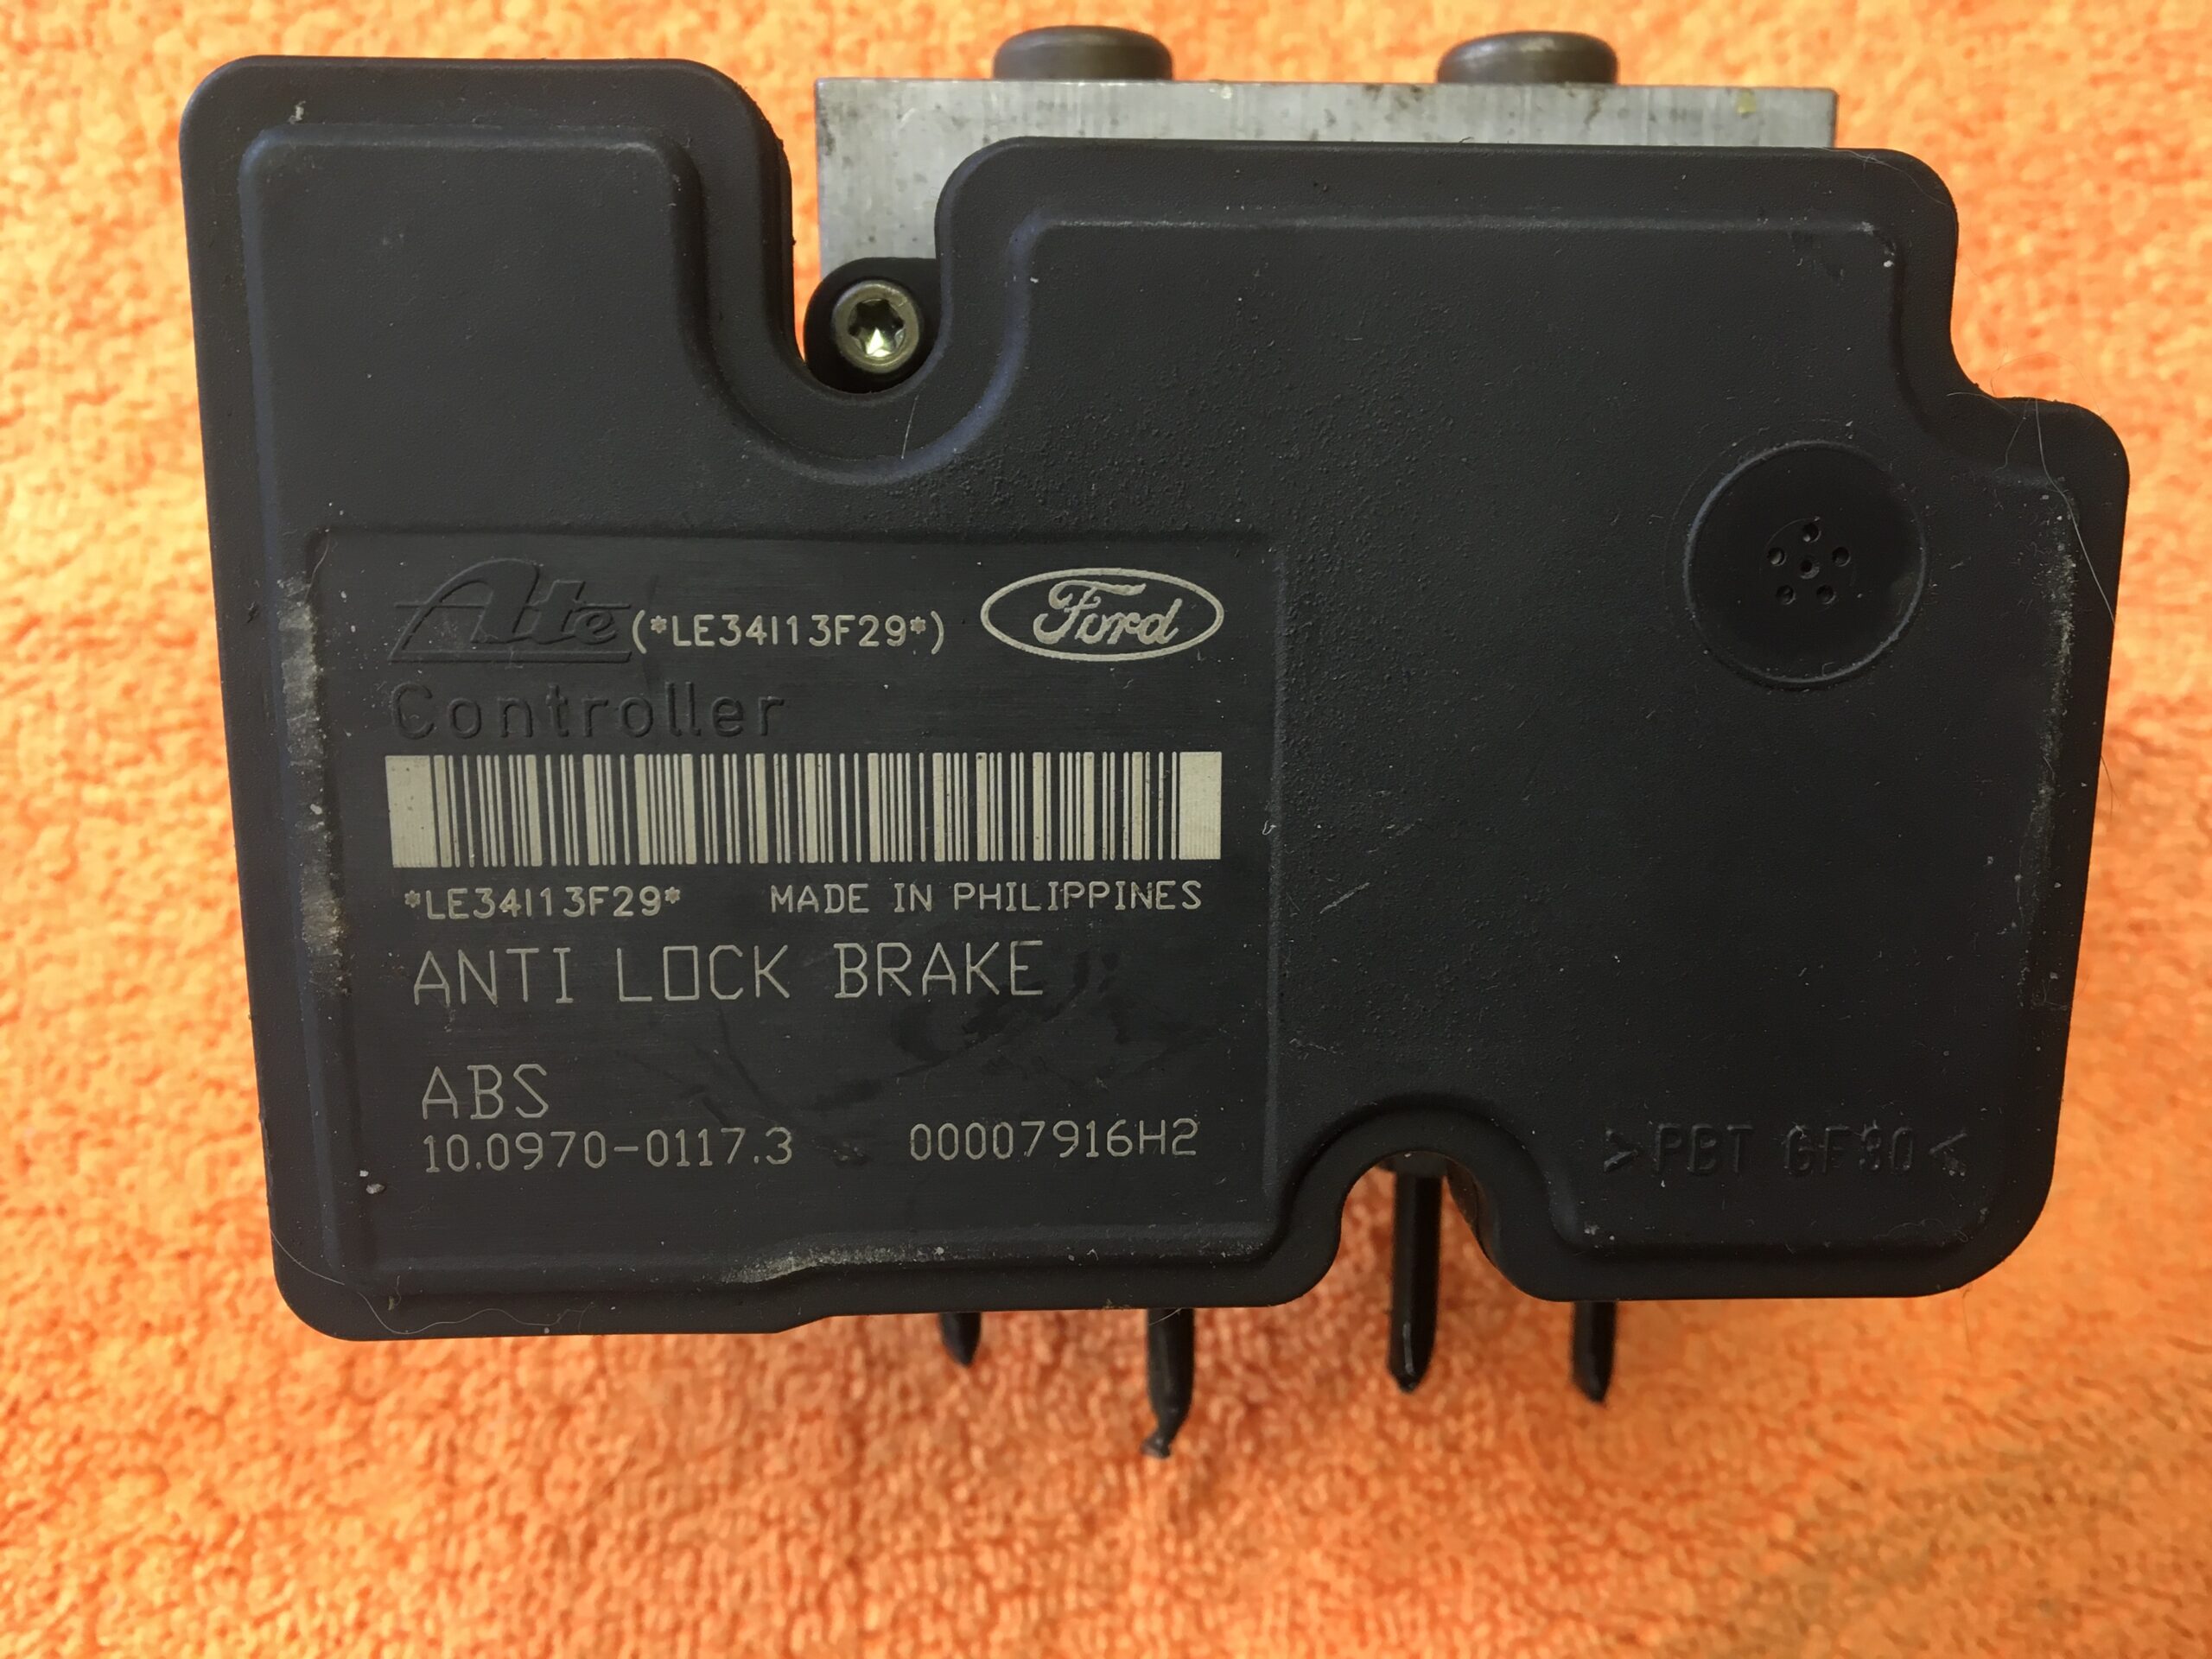 Ate (*LE34I13F29*) Ford
Controller
*LE34I13F29* MADE IN PHILIPPINES
ANTI LOCK BRAKE
ABS
10.0970-0117.3 00007916H2
>PBT GF30<